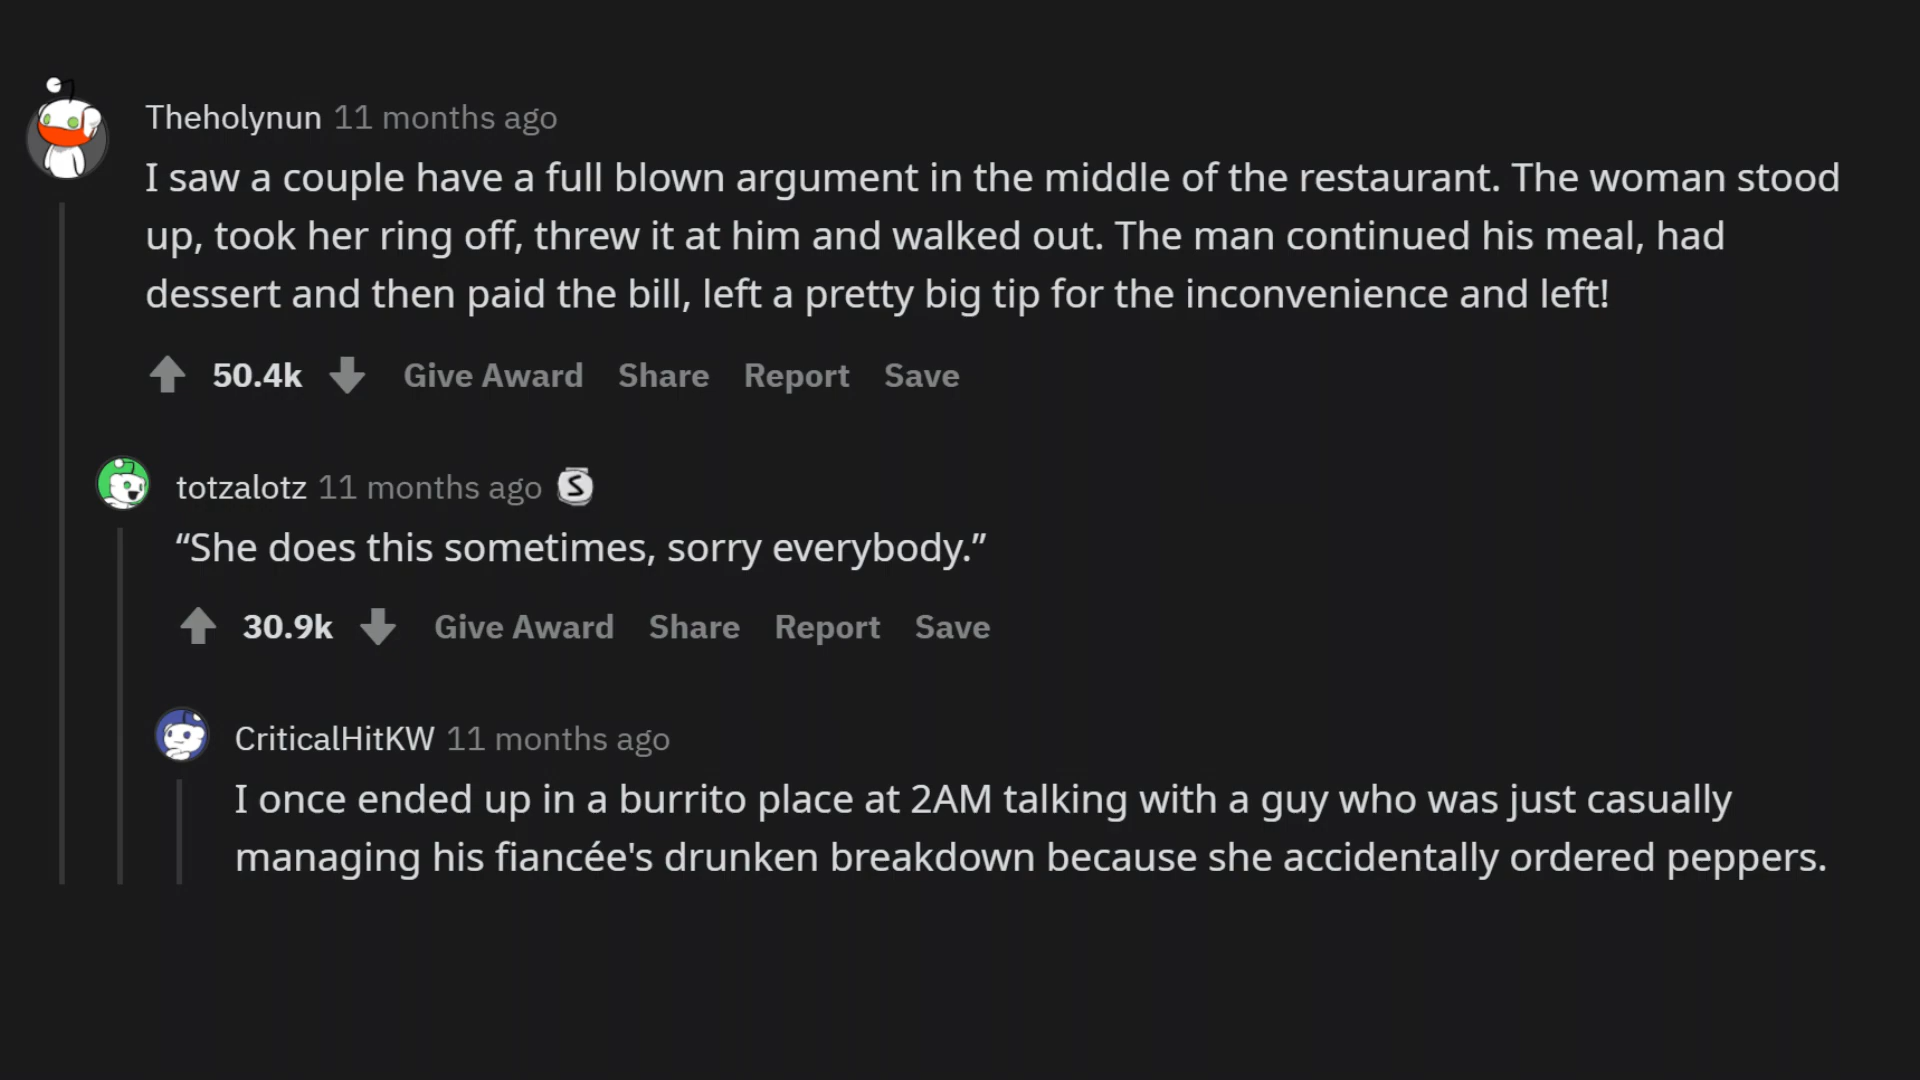 Theholynun 11 months ago
I saw a couple have a full blown argument in the middle of the restaurant. The woman stood
up, took her ring off, threw it at him and walked out. The man continued his meal, had
dessert and then paid the bill, left a pretty big tip for the inconvenience and left!
50.4k Give Award Share Report Save
totzalotz 11 months ago S
“She does this sometimes, sorry everybody.”
30.9k Give Award Share Report Save
CriticalHitKW 11 months ago
I once ended up in a burrito place at 2AM talking with a guy who was just casually
managing his fiancée's drunken breakdown because she accidentally ordered peppers.